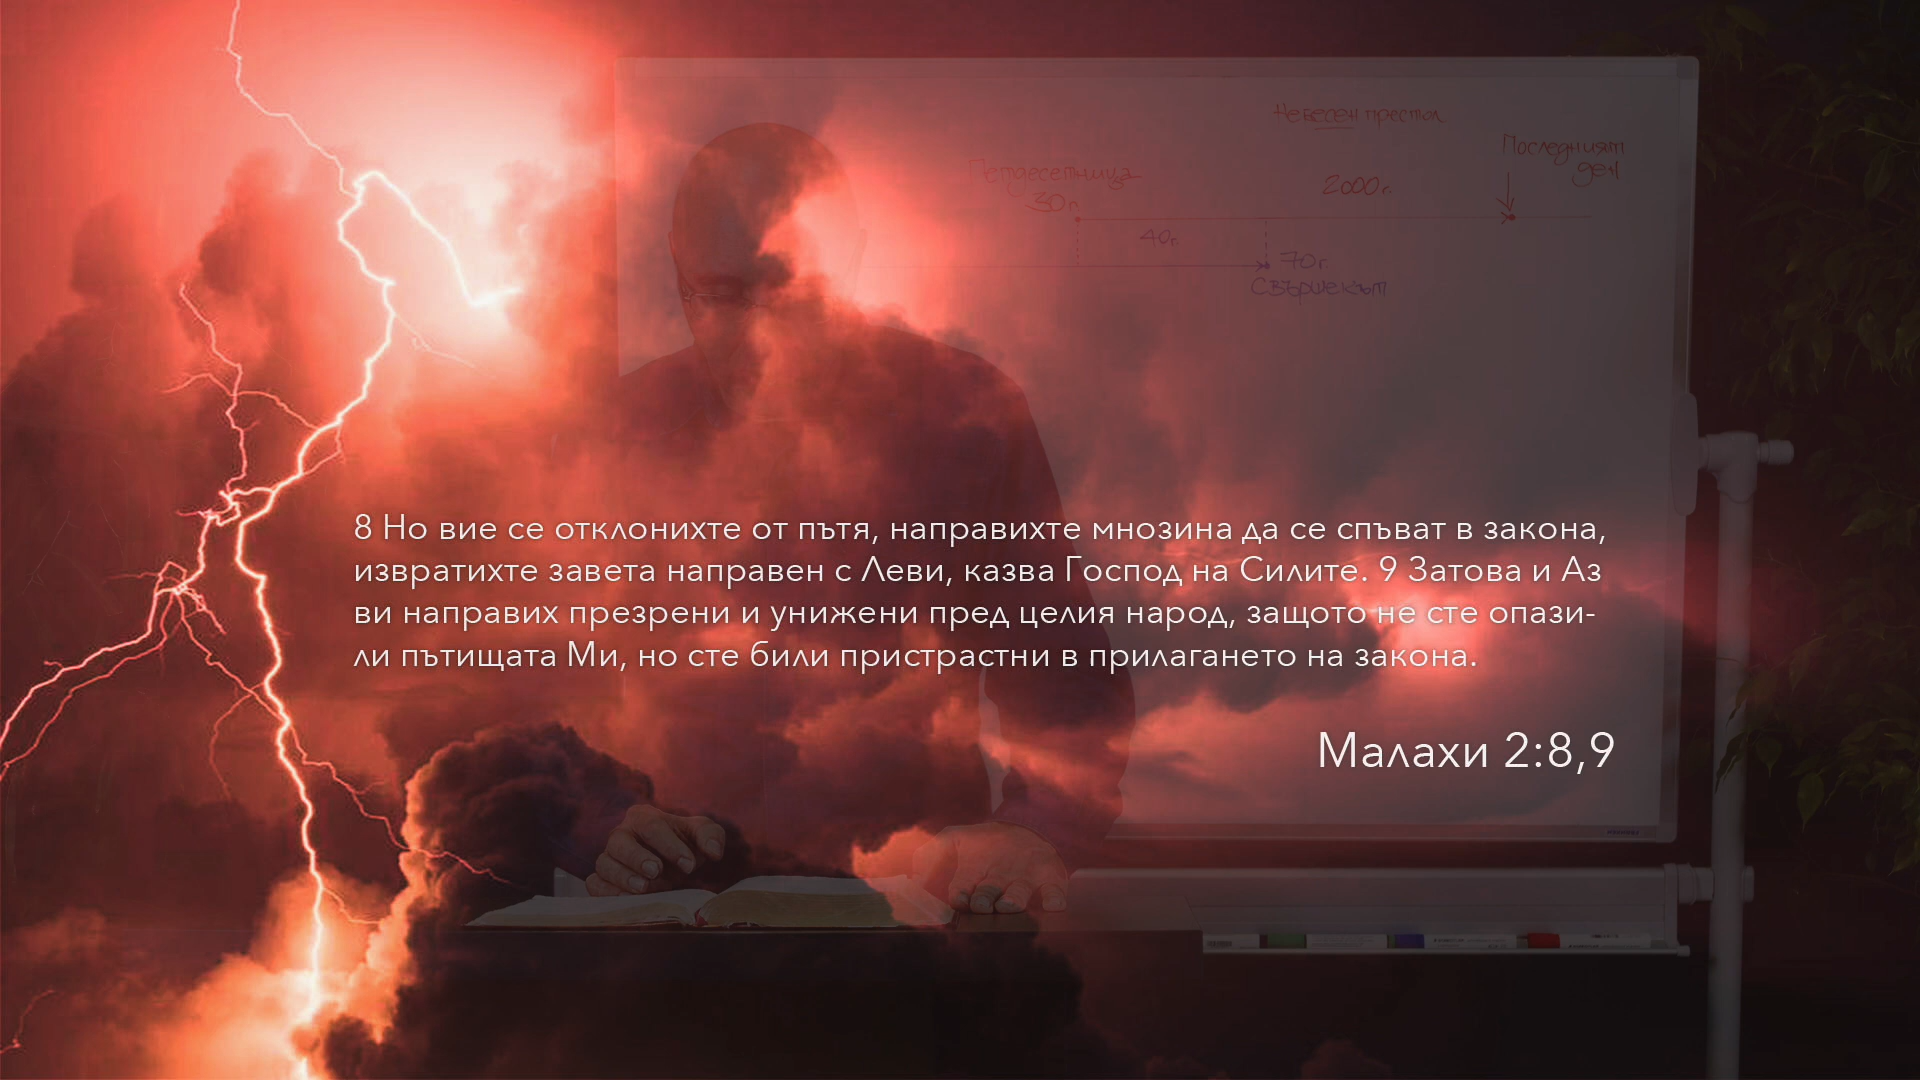 Небесен престол
Последният
ден
Петдесетница
2000г.
30г.
40г.
70г.
Свършекът
8 Но вие се отклонихте от пътя, направихте мнозина да се спъват в закона,
извратихте завета направен с Леви, казва Господ на Силите. 9 Затова и Аз
ви направих презрени и унижени пред целия народ, защото не сте опази-
ли пътищата Ми, но сте били пристрастни в прилагането на закона.
Малахи 2:8,9